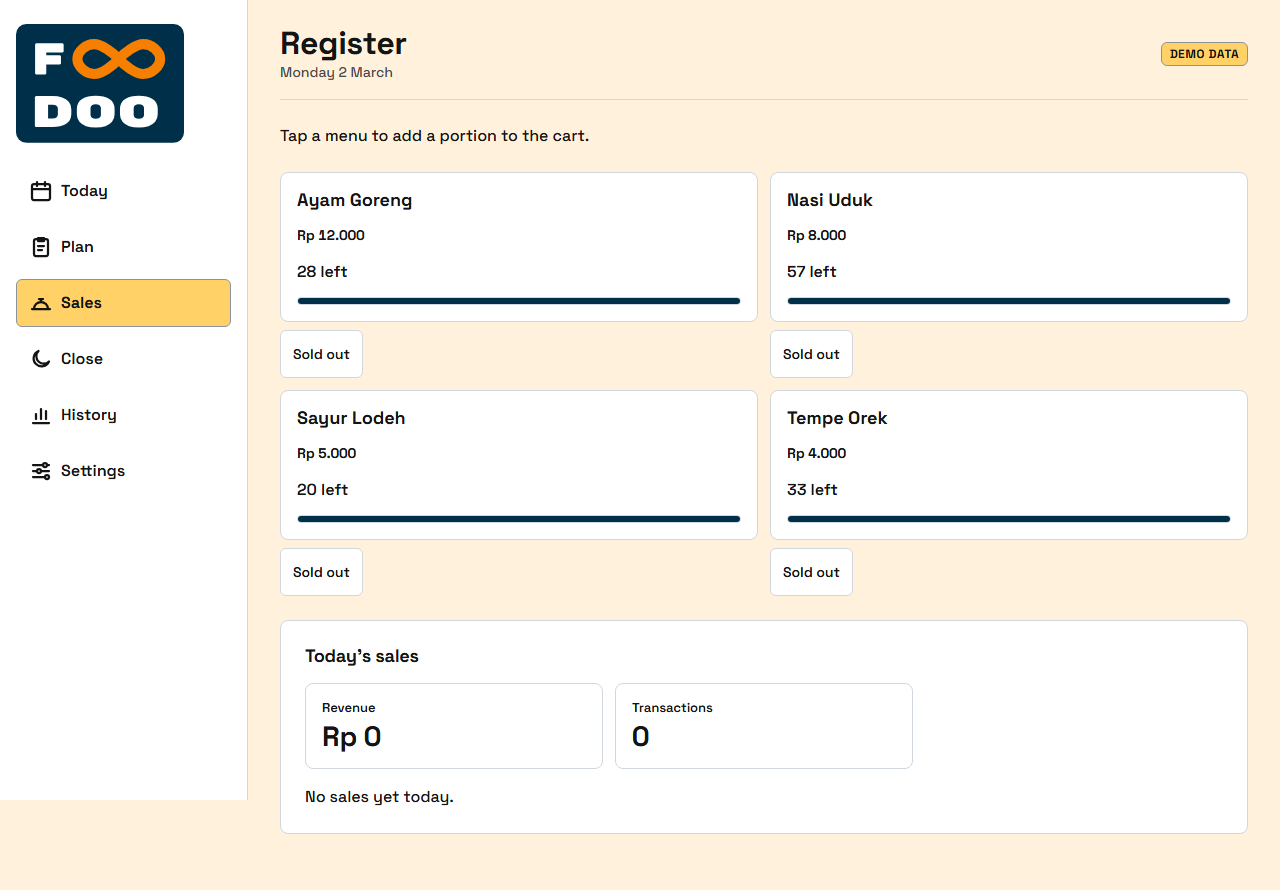 F∞
DOO
Today
Plan
Sales
Close
History
Settings
Register
Monday 2 March
DEMO DATA
Tap a menu to add a portion to the cart.
Ayam Goreng
Rp 12.000
28 left
Sold out
Nasi Uduk
Rp 8.000
57 left
Sold out
Sayur Lodeh
Rp 5.000
20 left
Sold out
Tempe Orek
Rp 4.000
33 left
Sold out
Today’s sales
Revenue
Rp 0
Transactions
0
No sales yet today.